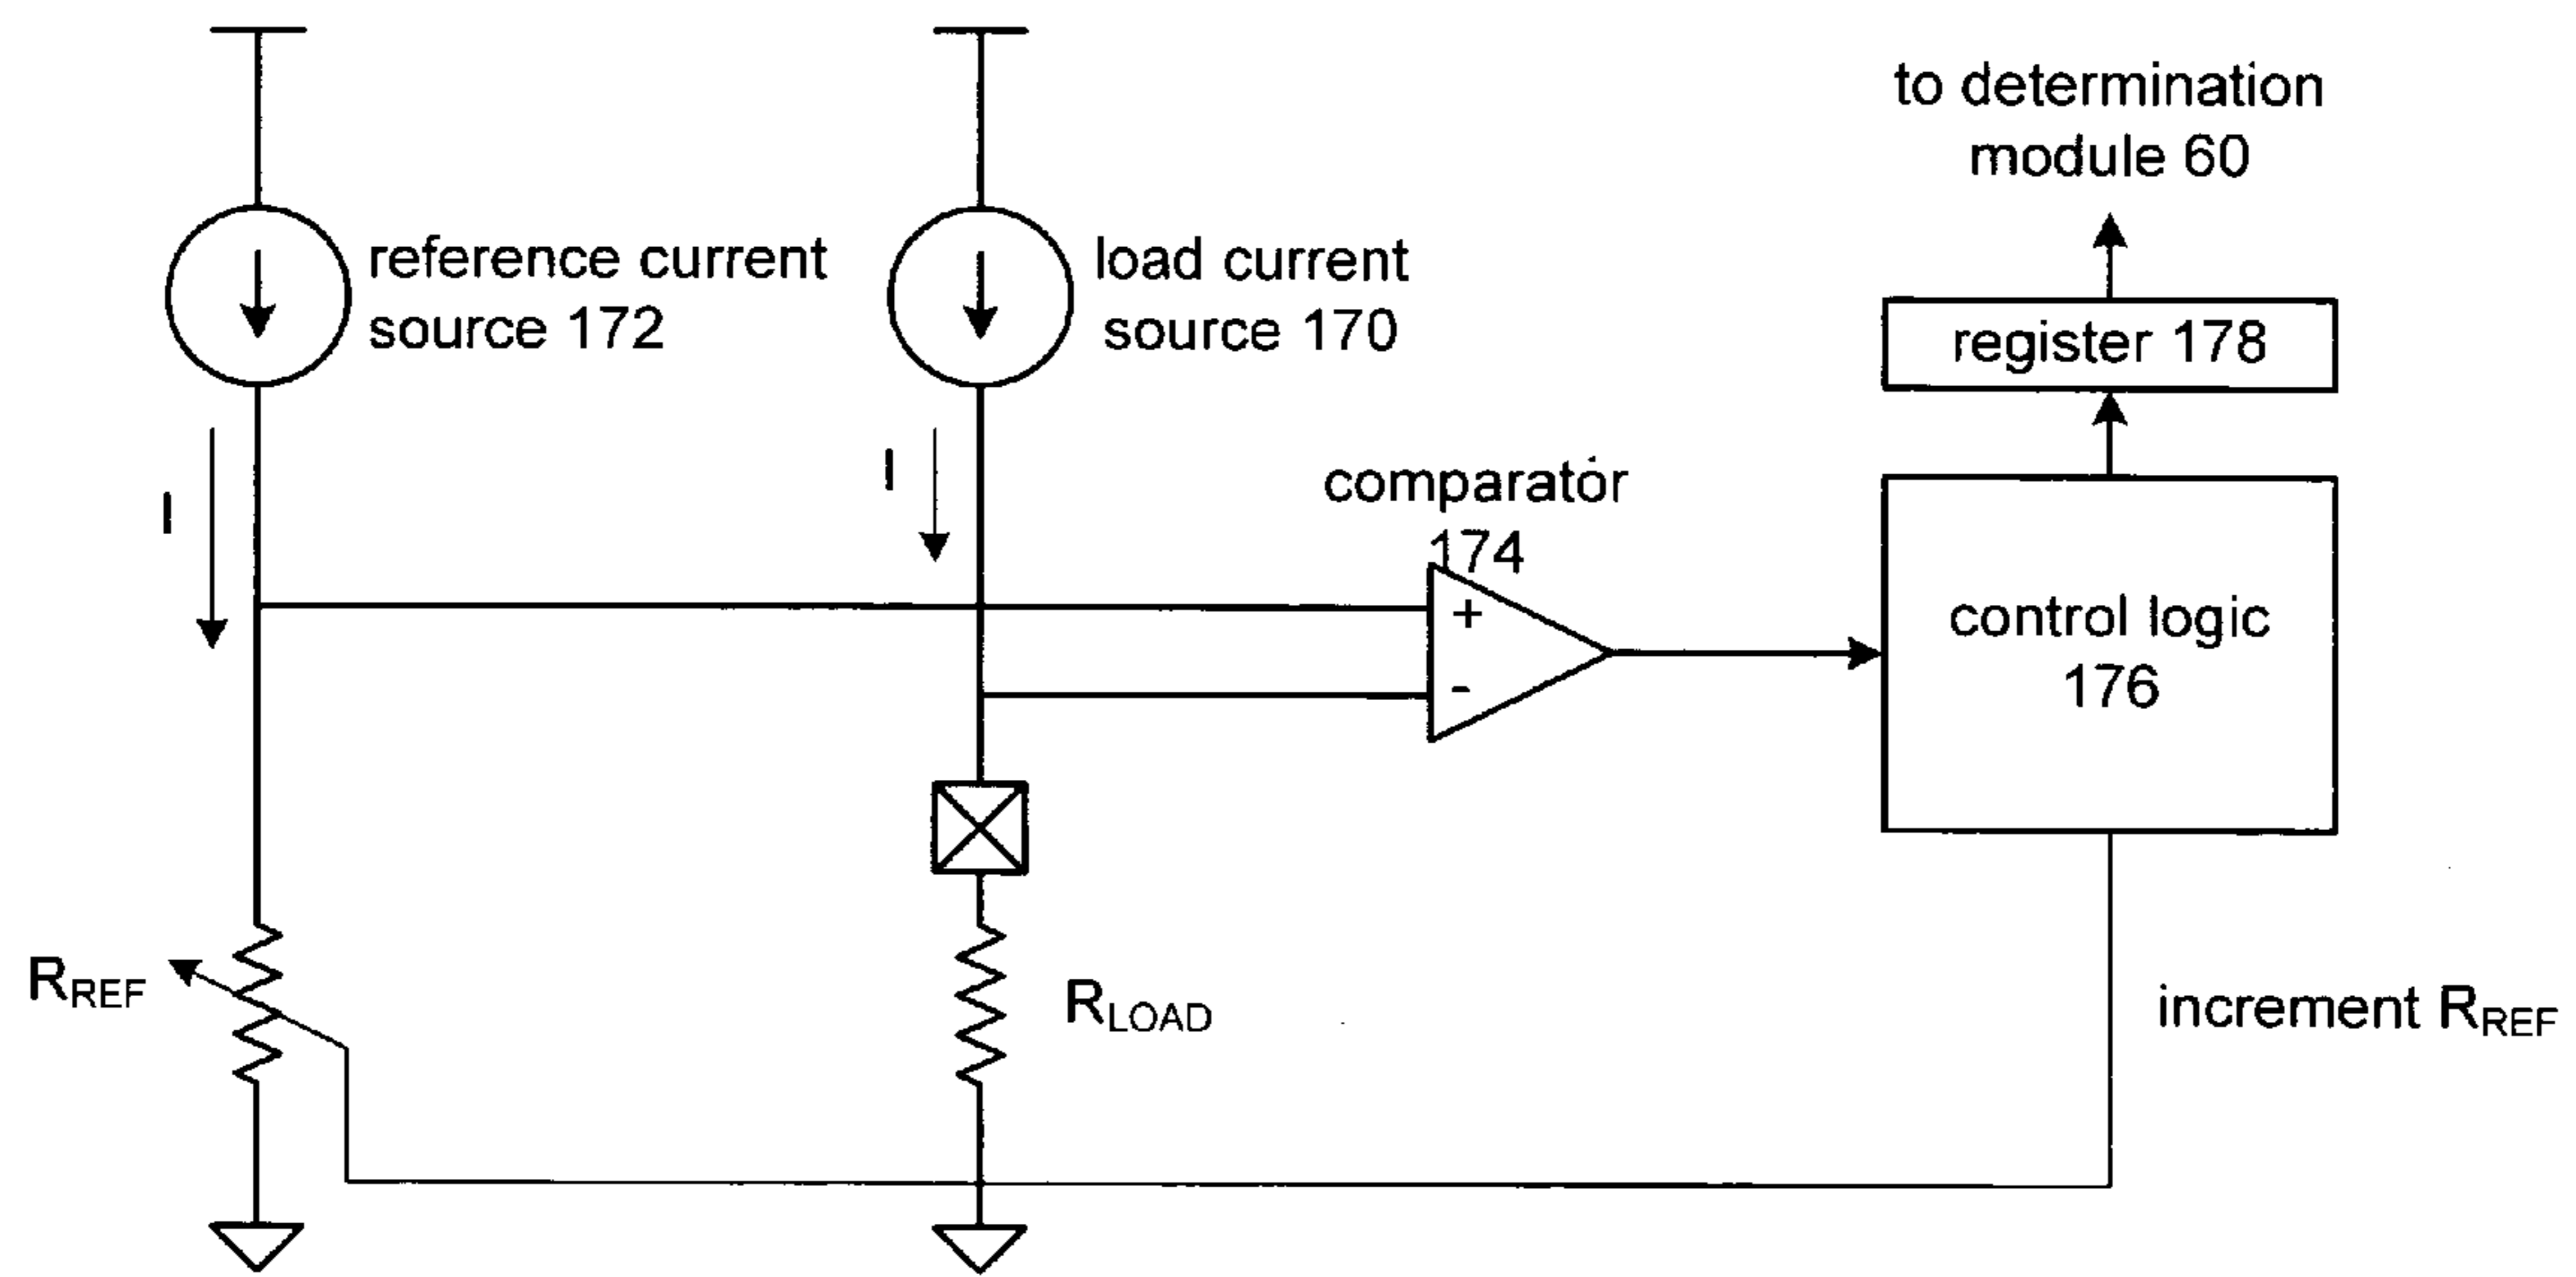 to determination
module 60
reference current
source 172
load current
source 170
register 178
I
I
comparator
174
+
-
control logic
176
RREF
RLOAD
increment RREF